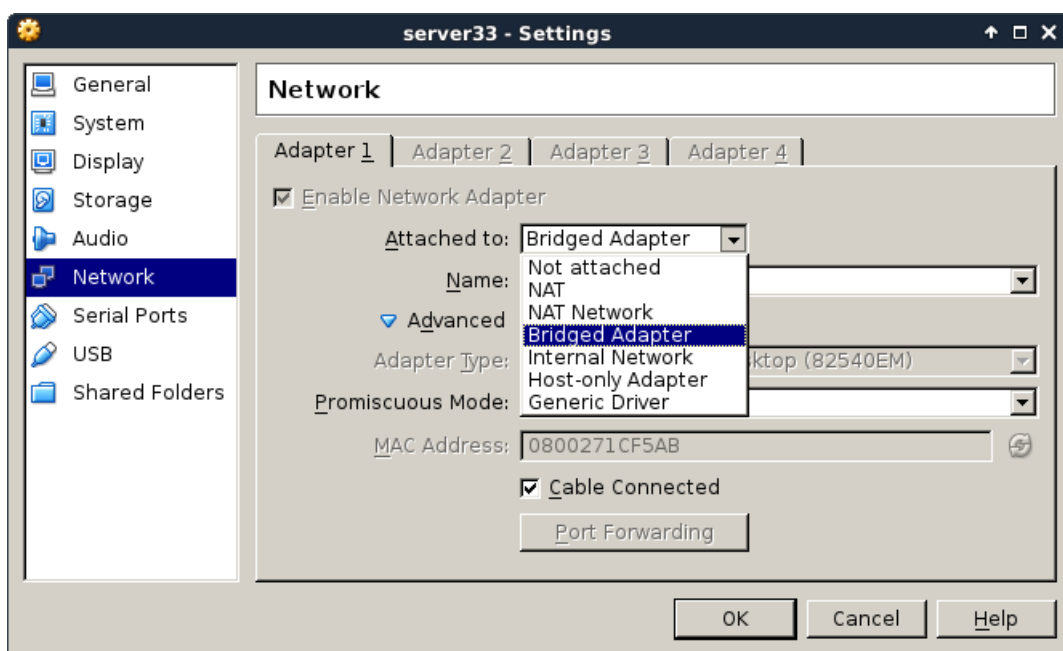 server33 - Settings
General
System
Display
Storage
Audio
Network
Serial Ports
USB
Shared Folders
Network
Adapter 1 Adapter 2 Adapter 3 Adapter 4
Enable Network Adapter
Attached to: Bridged Adapter
Not attached
NAT
NAT Network
Bridged Adapter
Internal Network
Host-only Adapter
Generic Driver
Name:
Advanced
Adapter Type: (82540EM)
Promiscuous Mode:
MAC Address: 0800271CF5AB
Cable Connected
Port Forwarding
OK Cancel Help